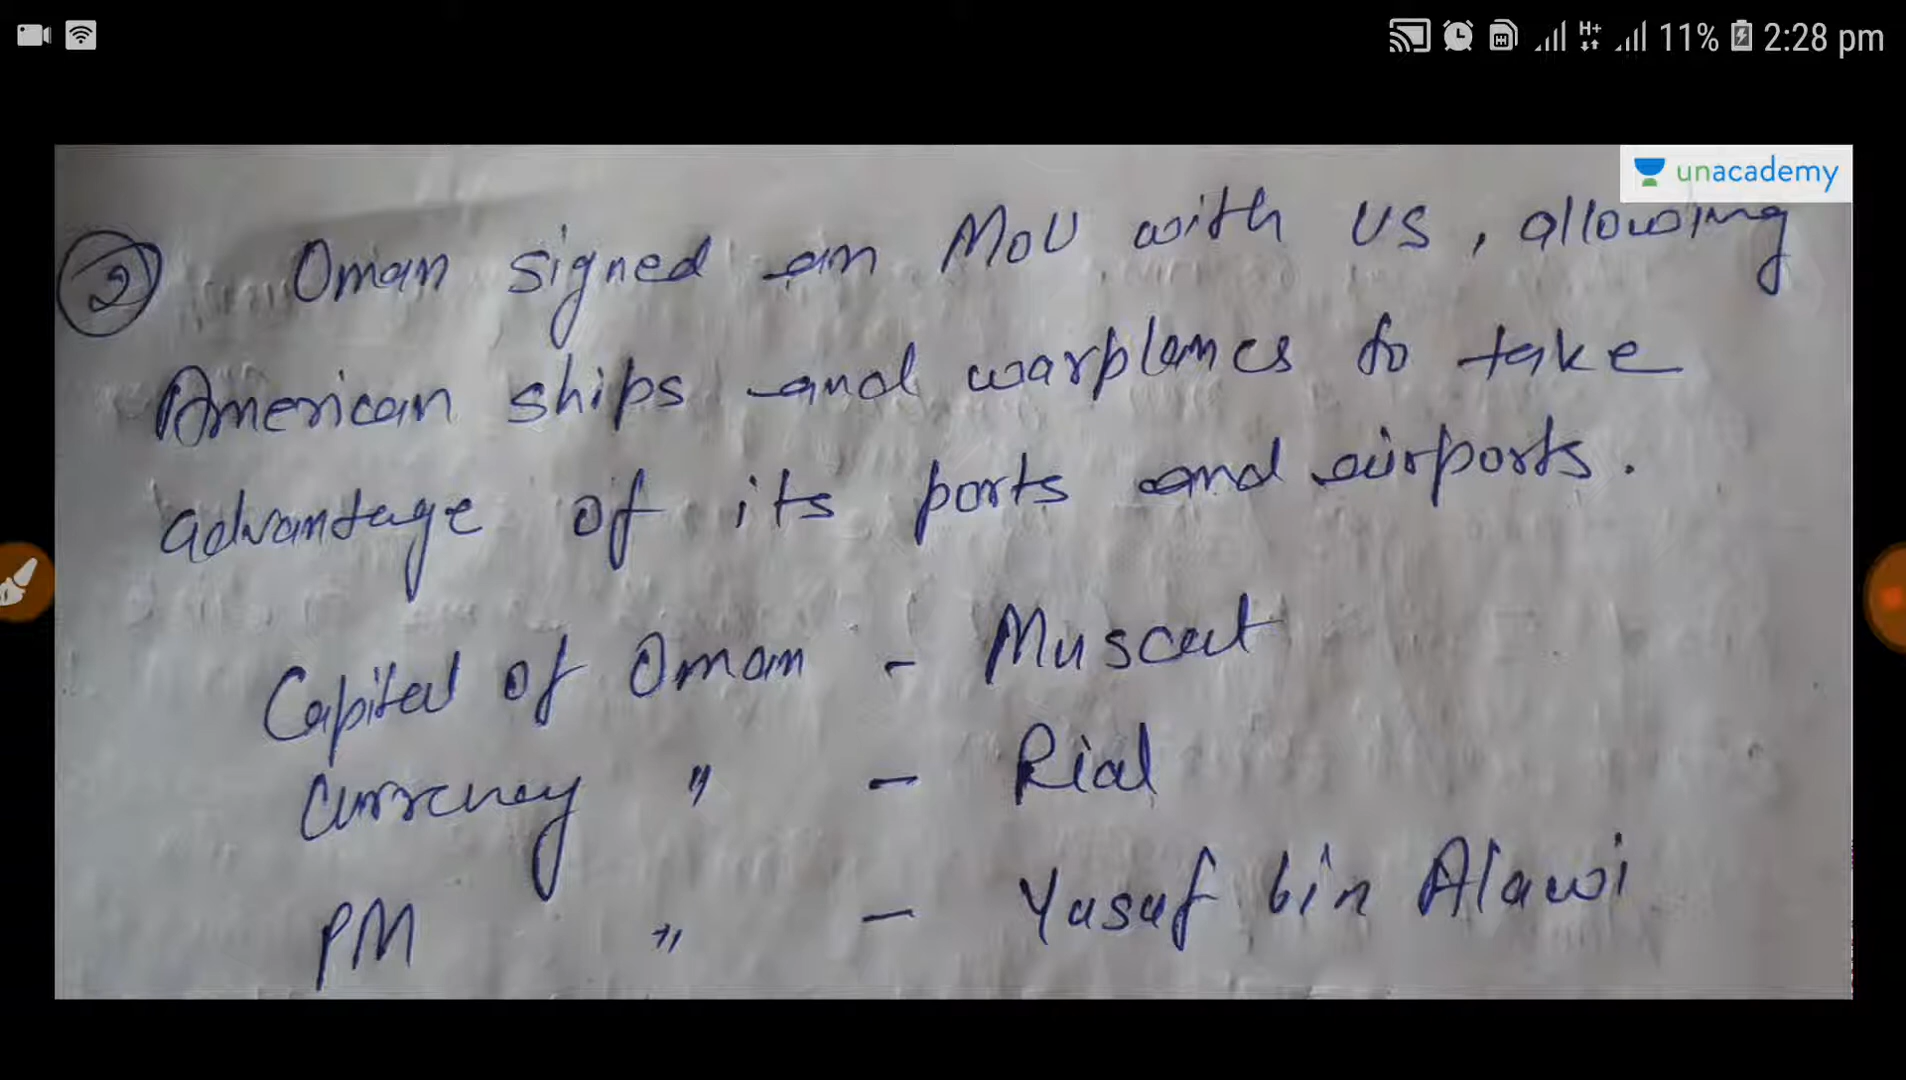 H+ 11% 2:28 pm
unacademy
2 Oman signed an MoU with US, allowing
American ships and warplanes to take
advantage of its ports and airports.
Capital of Oman - Muscat
Currency " - Rial
PM " - Yusuf bin Alawi